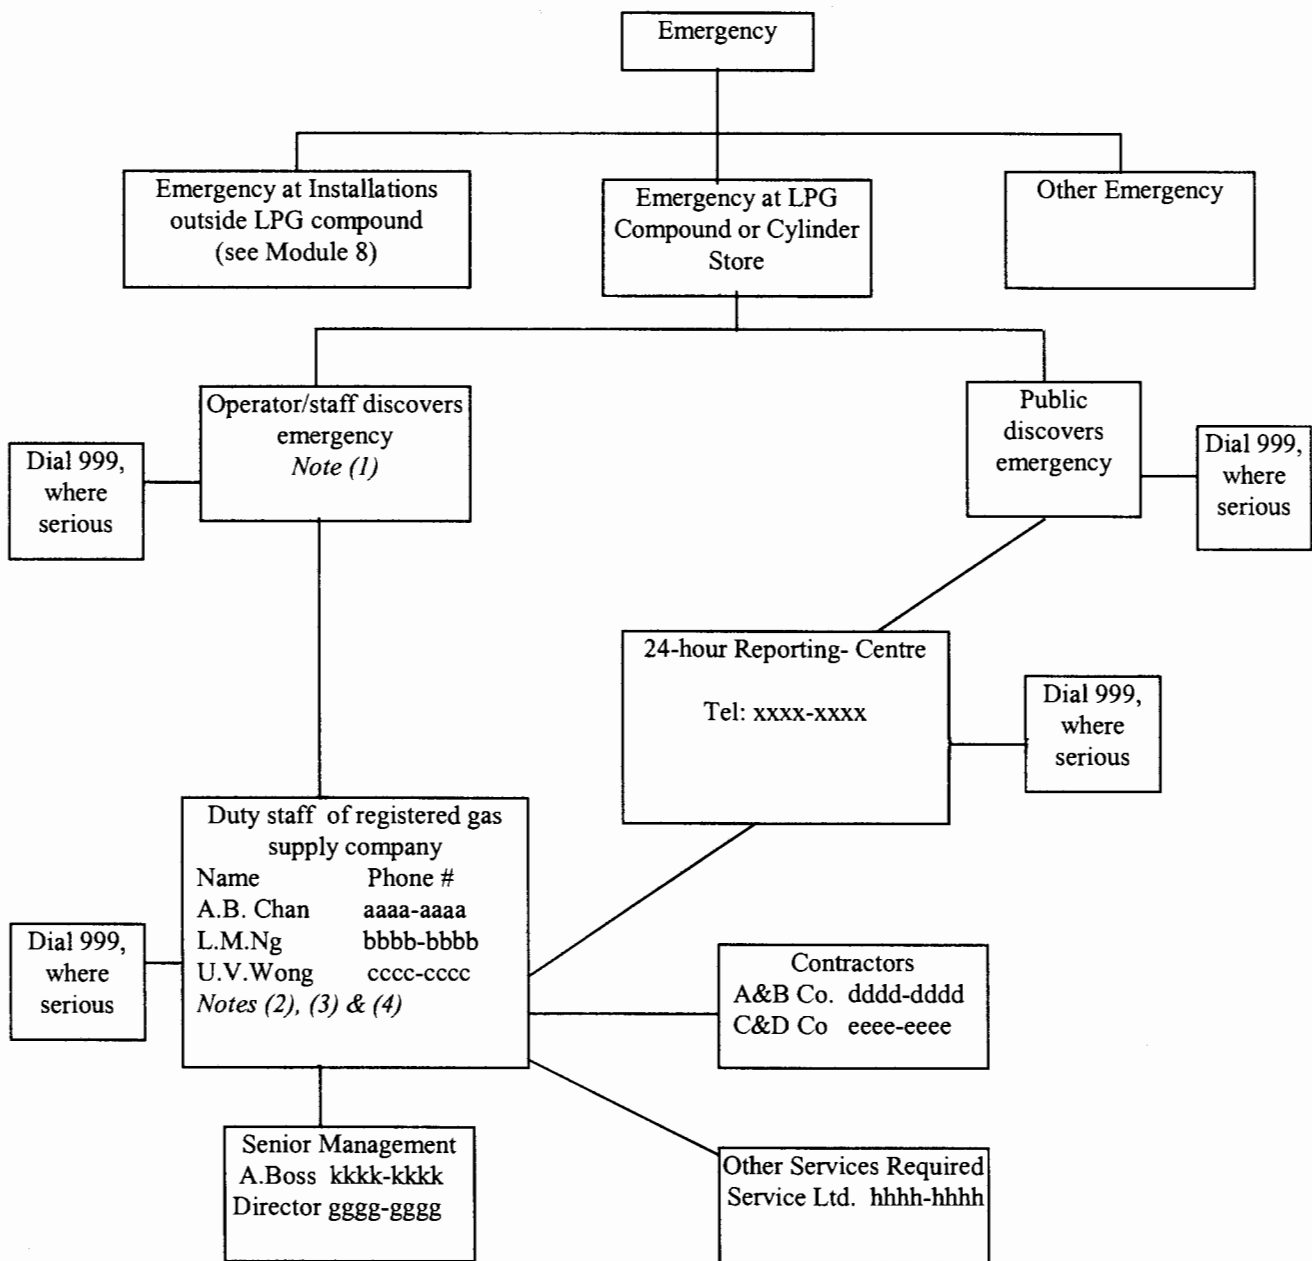 Emergency
Emergency at Installations
outside LPG compound
(see Module 8)
Emergency at LPG
Compound or Cylinder
Store
Other Emergency
Operator/staff discovers
emergency
Note (1)
Dial 999,
where
serious
Public
discovers
emergency
Dial 999,
where
serious
24-hour Reporting- Centre
Tel: xxxx-xxxx
Dial 999,
where
serious
Duty staff of registered gas
supply company
Name Phone #
A.B. Chan aaaa-aaaa
L.M.Ng bbbb-bbbb
U.V.Wong cccc-cccc
Notes (2), (3) & (4)
Dial 999,
where
serious
Contractors
A&B Co. dddd-dddd
C&D Co eeee-eeee
Senior Management
A.Boss kkkk-kkkk
Director gggg-gggg
Other Services Required
Service Ltd. hhhh-hhhh